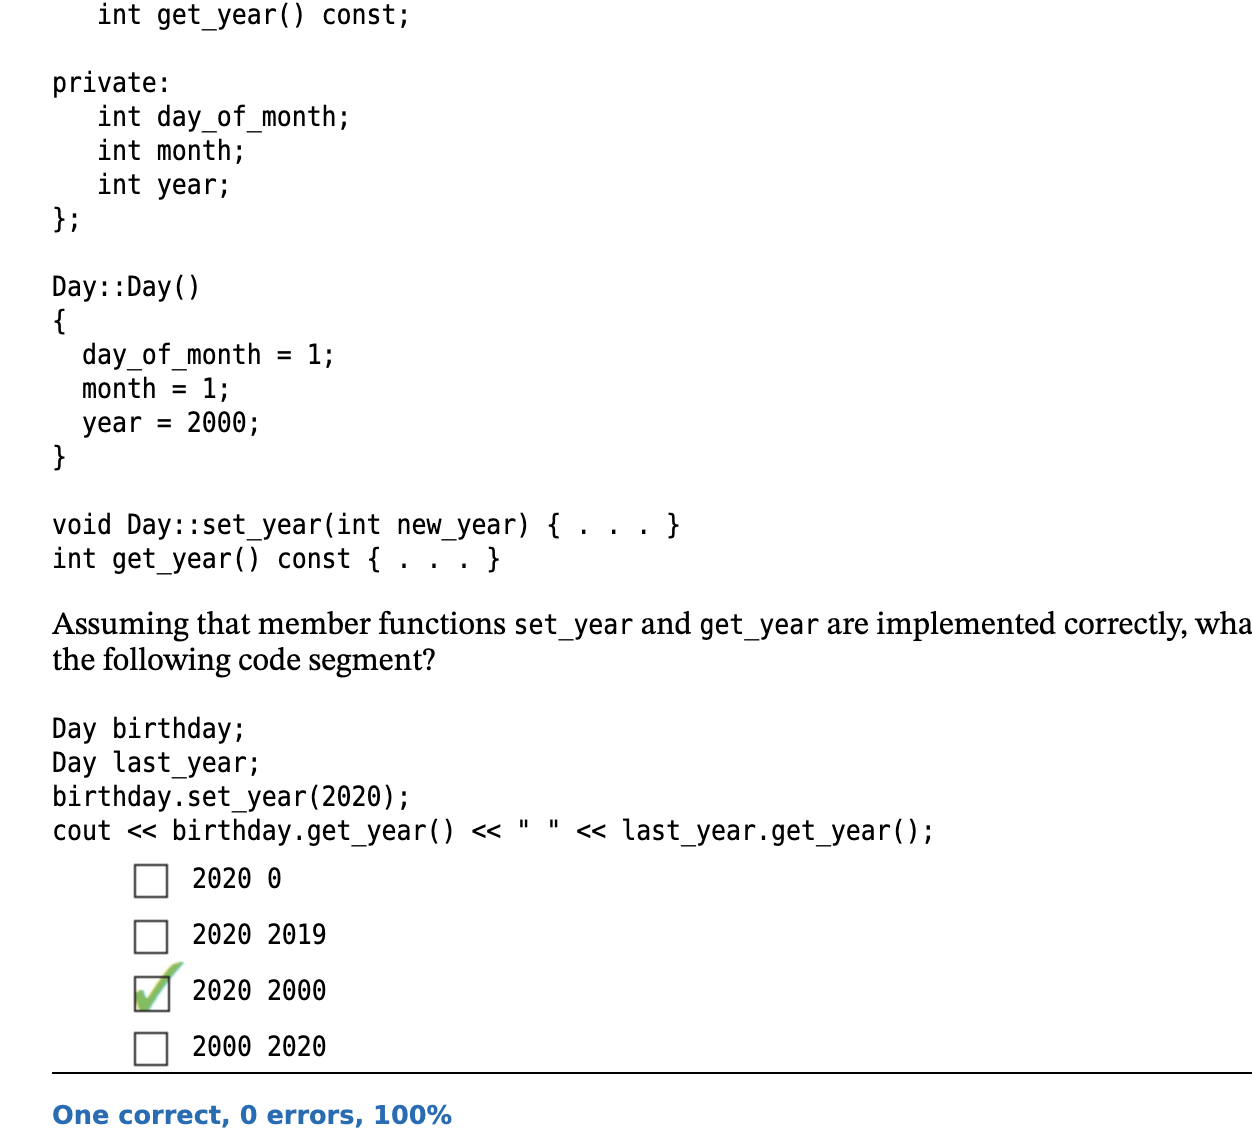 int get_year() const;
private:
int day_of_month;
int month;
int year;
};
Day::Day()
{
day_of_month = 1;
month = 1;
year = 2000;
}
void Day::set_year(int new_year) { . . . }
int get_year() const { . . . }
Assuming that member functions set_year and get_year are implemented correctly, wha
the following code segment?
Day birthday;
Day last_year;
birthday.set_year(2020);
cout << birthday.get_year() << " " << last_year.get_year();
2020 0
2020 2019
2020 2000
2000 2020
One correct, 0 errors, 100%